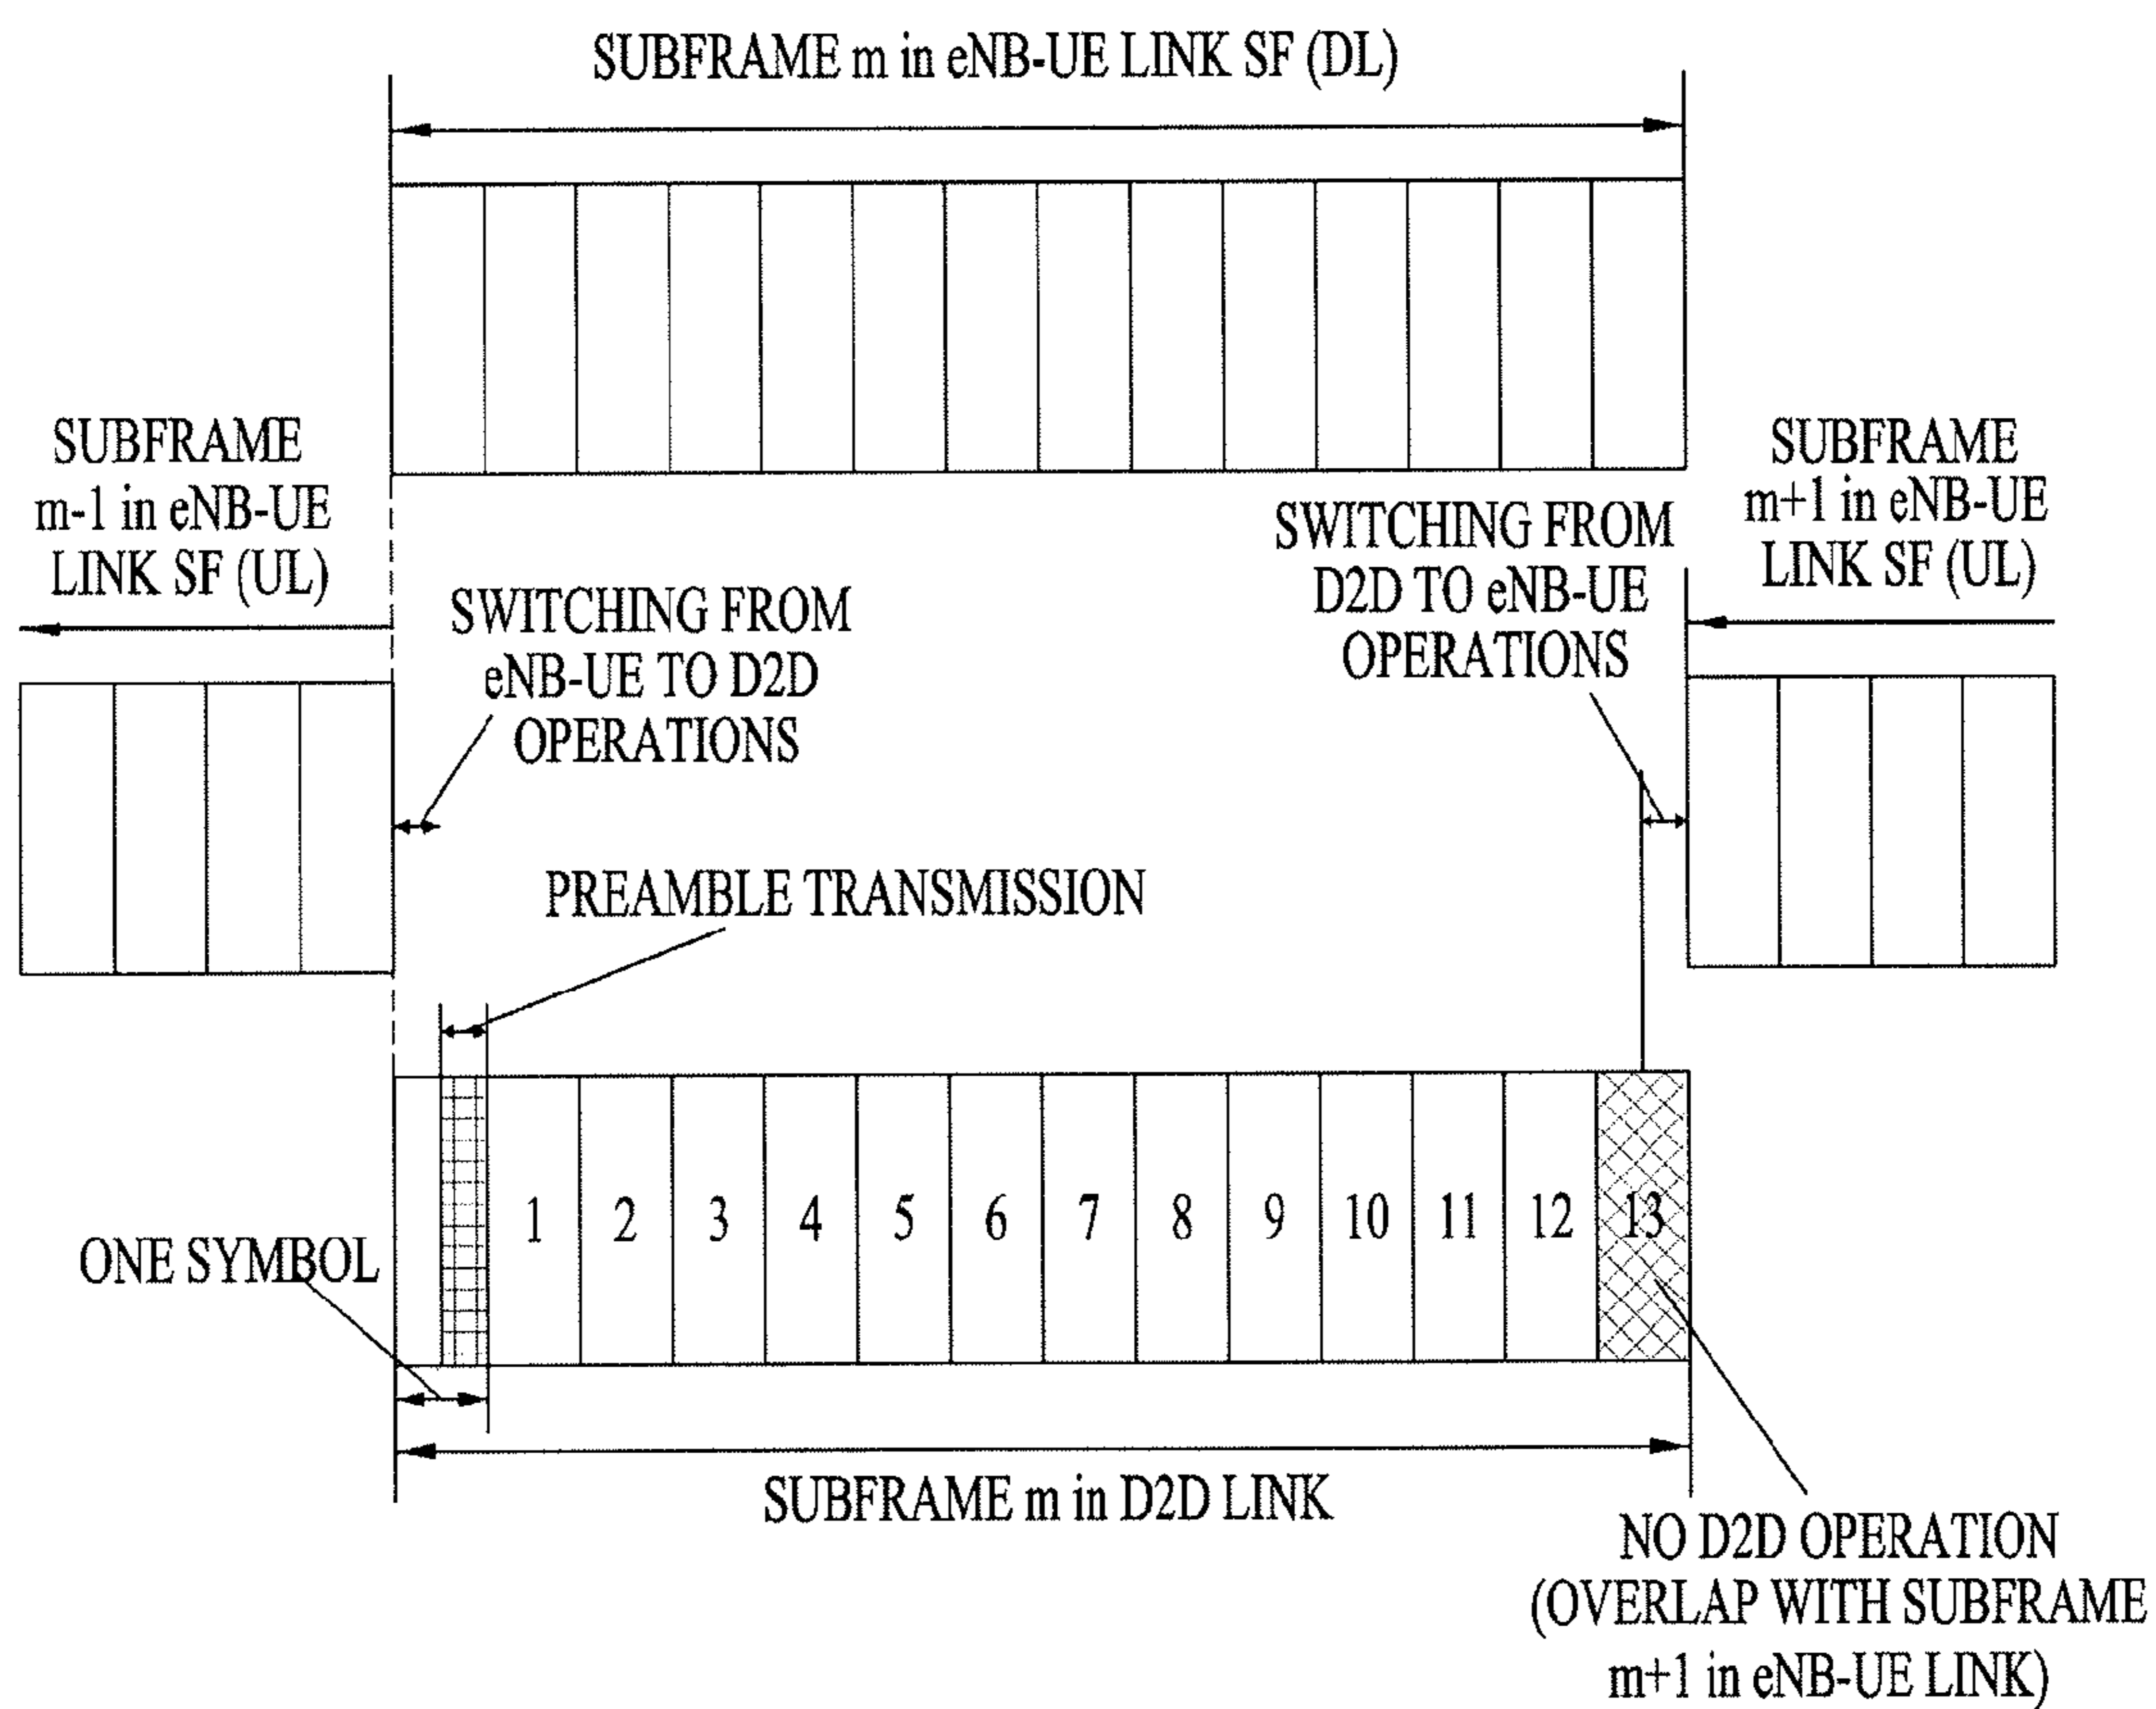 SUBFRAME m in eNB-UE LINK SF (DL)
SUBFRAME
m-1 in eNB-UE
LINK SF (UL)
SUBFRAME
m+1 in eNB-UE
LINK SF (UL)
SWITCHING FROM
eNB-UE TO D2D
OPERATIONS
SWITCHING FROM
D2D TO eNB-UE
OPERATIONS
PREAMBLE TRANSMISSION
1 2 3 4 5 6 7 8 9 10 11 12 13
ONE SYMBOL
SUBFRAME m in D2D LINK
NO D2D OPERATION
(OVERLAP WITH SUBFRAME
m+1 in eNB-UE LINK)